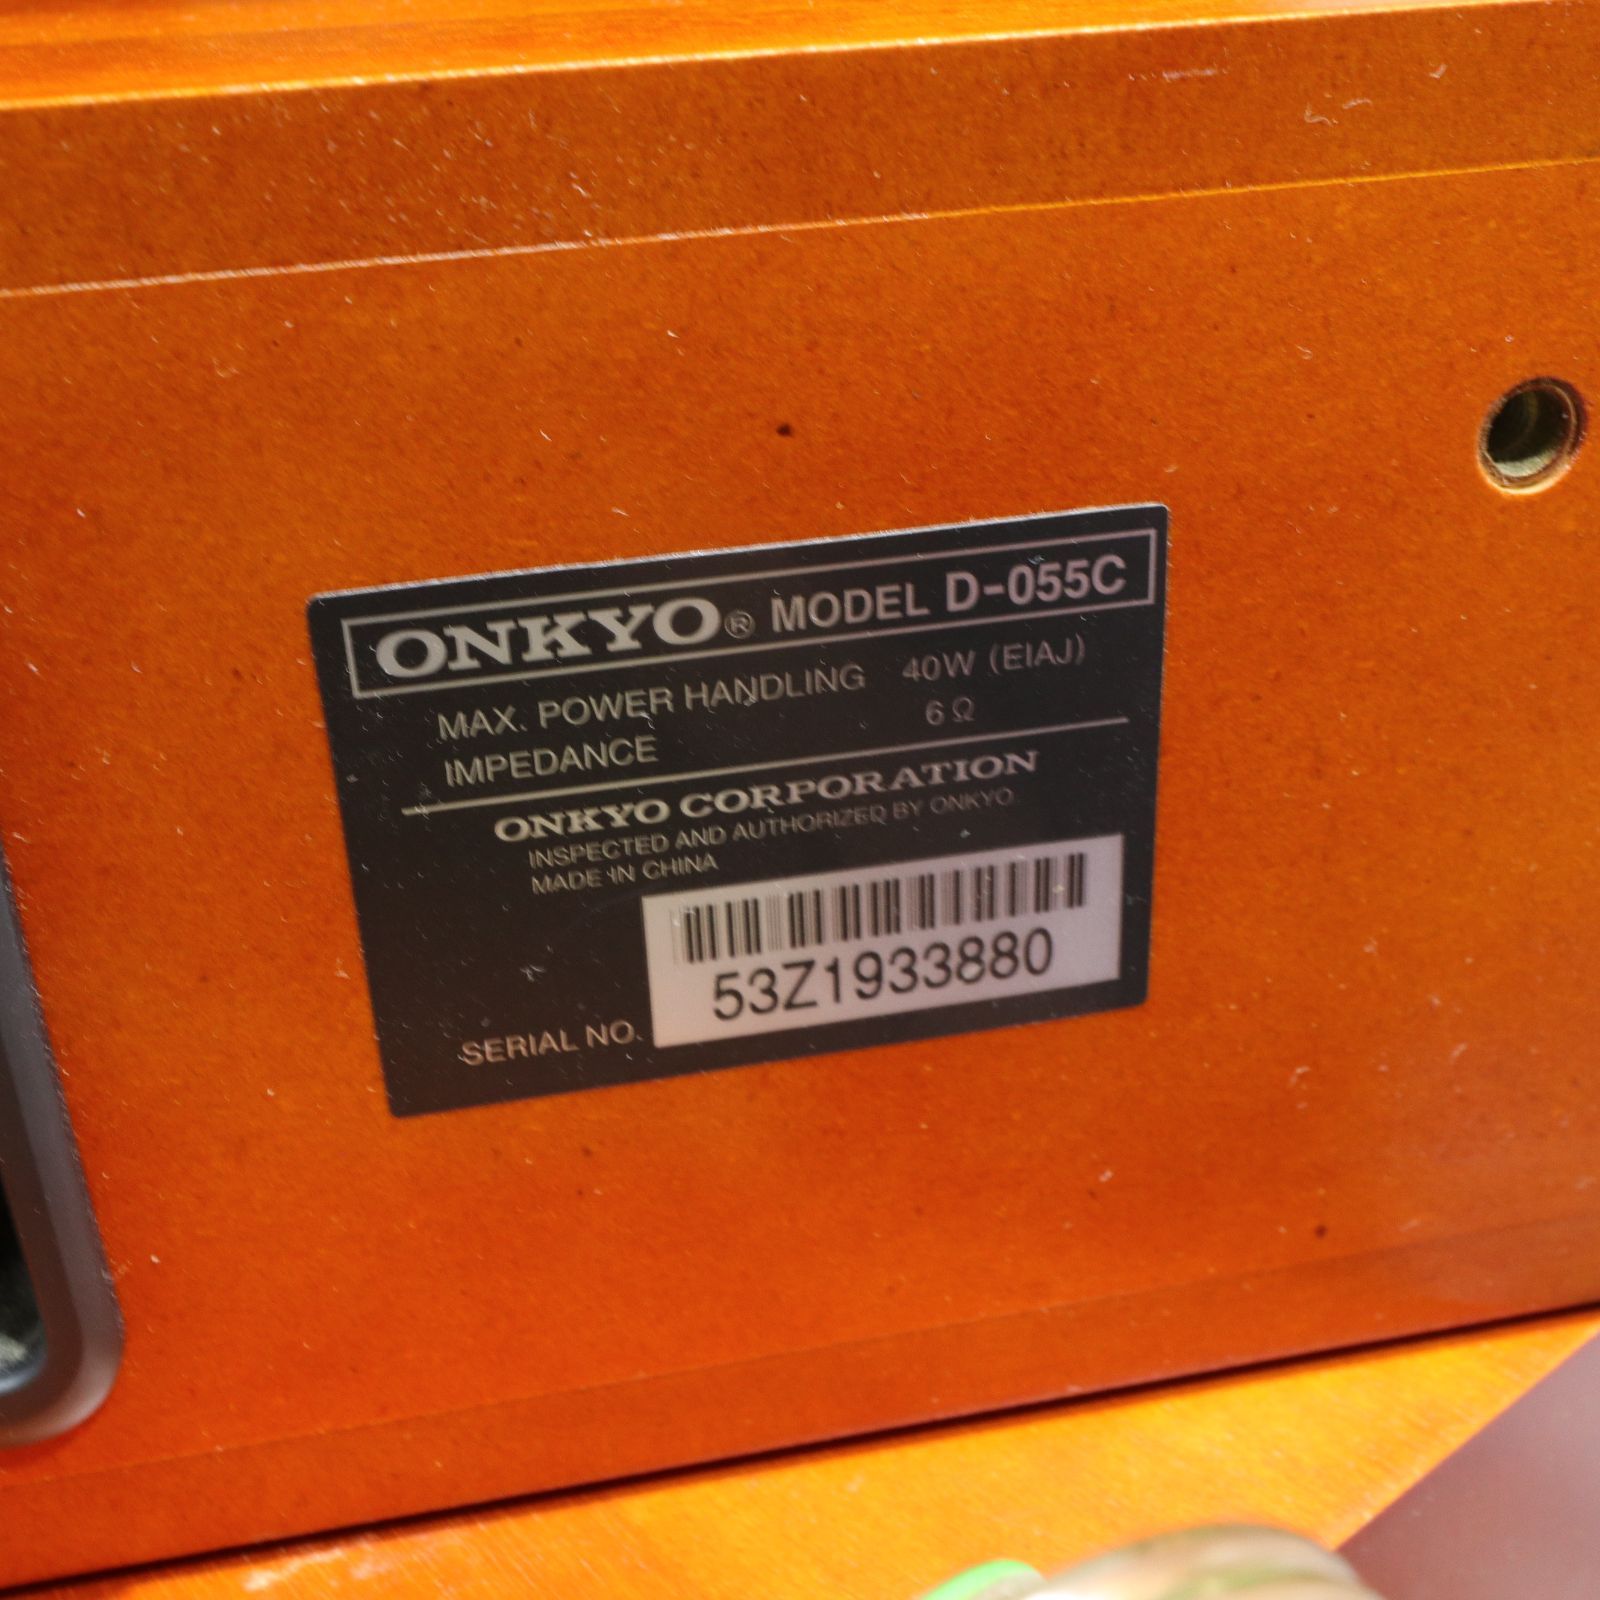 ONKYO® MODEL D-055C
MAX. POWER HANDLING 40W (EIAJ)
IMPEDANCE 6Ω
ONKYO CORPORATION
INSPECTED AND AUTHORIZED BY ONKYO
MADE IN CHINA
53Z1933880
SERIAL NO.